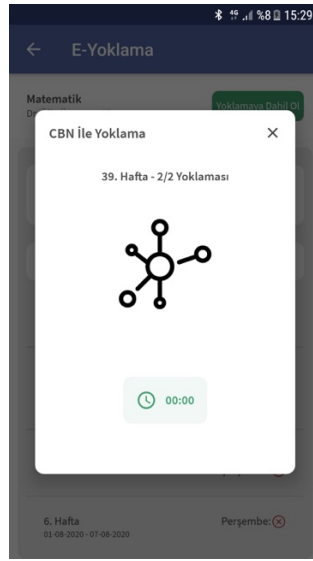 4G %8 15:29
E-Yoklama
Matematik
Yoklamaya Dahil Ol
CBN İle Yoklama
39. Hafta - 2/2 Yoklaması
00:00
6. Hafta
01-08-2020 - 07-08-2020
Perşembe: